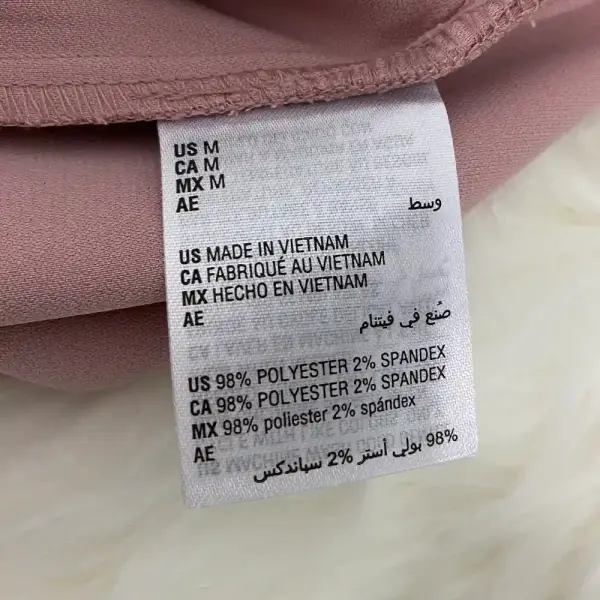 US M
CA M
MX M
AE وسط
US MADE IN VIETNAM
CA FABRIQUÉ AU VIETNAM
MX HECHO EN VIETNAM
AE صُنع في فيتنام
US 98% POLYESTER 2% SPANDEX
CA 98% POLYESTER 2% SPANDEX
MX 98% poliester 2% spándex
AE 98% بولي أستر 2% سباندكس